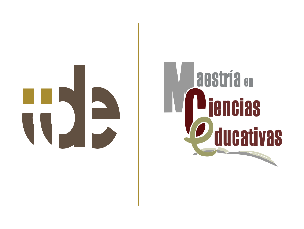 iide
Maestría en
Ciencias
educativas